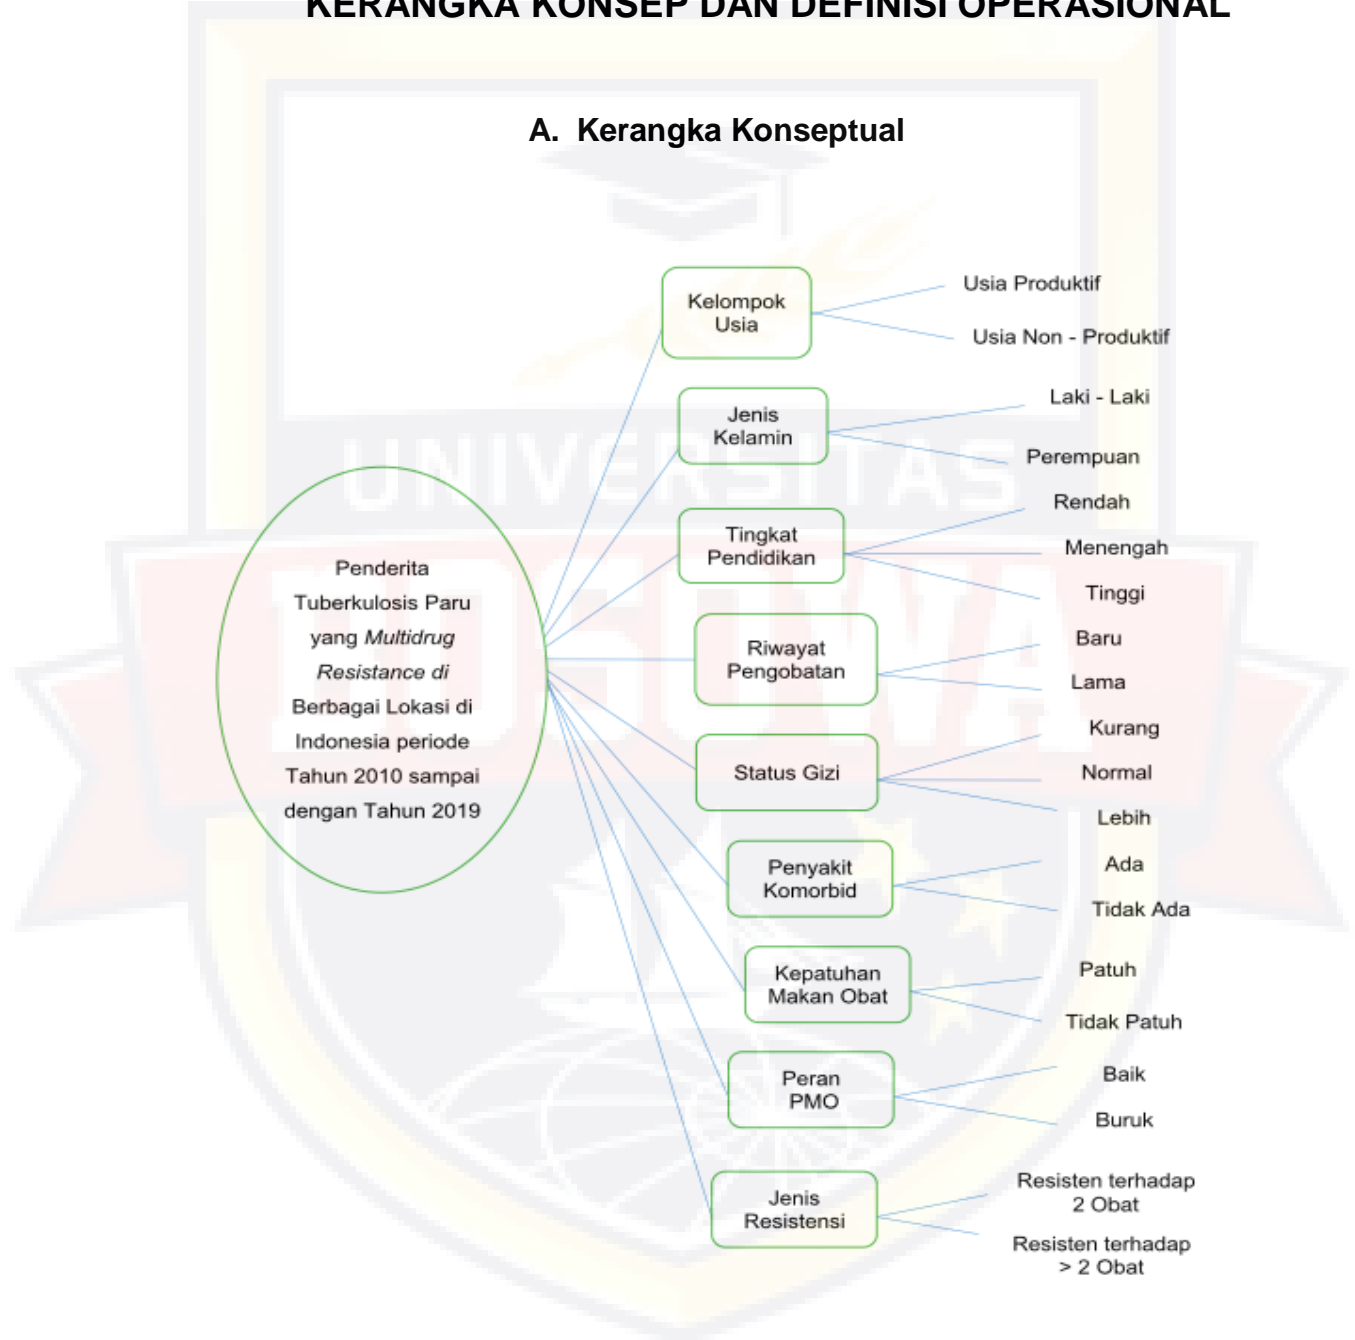 KERANGKA KONSEP DAN DEFINISI OPERASIONAL
A. Kerangka Konseptual
Penderita
Tuberkulosis Paru
yang Multidrug
Resistance di
Berbagai Lokasi di
Indonesia periode
Tahun 2010 sampai
dengan Tahun 2019
Kelompok
Usia
Usia Produktif
Usia Non - Produktif
Jenis
Kelamin
Laki - Laki
Perempuan
Tingkat
Pendidikan
Rendah
Menengah
Tinggi
Riwayat
Pengobatan
Baru
Lama
Status Gizi
Kurang
Normal
Lebih
Penyakit
Komorbid
Ada
Tidak Ada
Kepatuhan
Makan Obat
Patuh
Tidak Patuh
Peran
PMO
Baik
Buruk
Jenis
Resistensi
Resisten terhadap
2 Obat
Resisten terhadap
> 2 Obat
UNIVERSITAS
BOSOWA